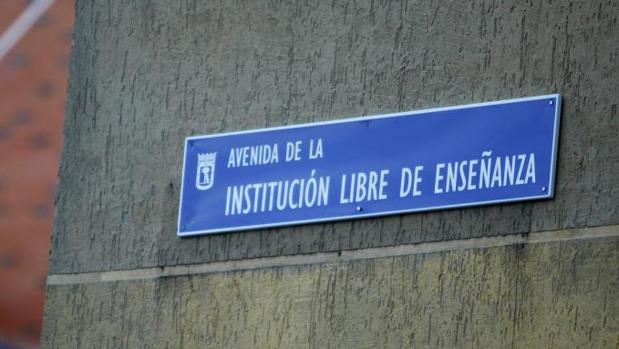 AVENIDA DE LA
INSTITUCIÓN LIBRE DE ENSEÑANZA